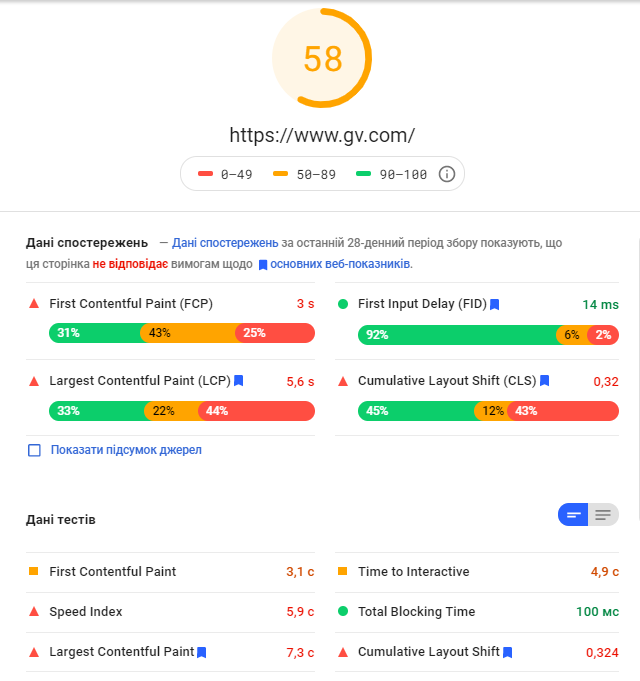 58
https://www.gv.com/
0–49 50–89 90–100
Дані спостережень — Дані спостережень за останній 28-денний період збору показують, що
ця сторінка не відповідає вимогам щодо основних веб-показників.
First Contentful Paint (FCP) 3 s
31% 43% 25%
First Input Delay (FID) 14 ms
92% 6% 2%
Largest Contentful Paint (LCP) 5,6 s
33% 22% 44%
Cumulative Layout Shift (CLS) 0,32
45% 12% 43%
Показати підсумок джерел
Дані тестів
First Contentful Paint 3,1 с
Time to Interactive 4,9 с
Speed Index 5,9 с
Total Blocking Time 100 мс
Largest Contentful Paint 7,3 с
Cumulative Layout Shift 0,324